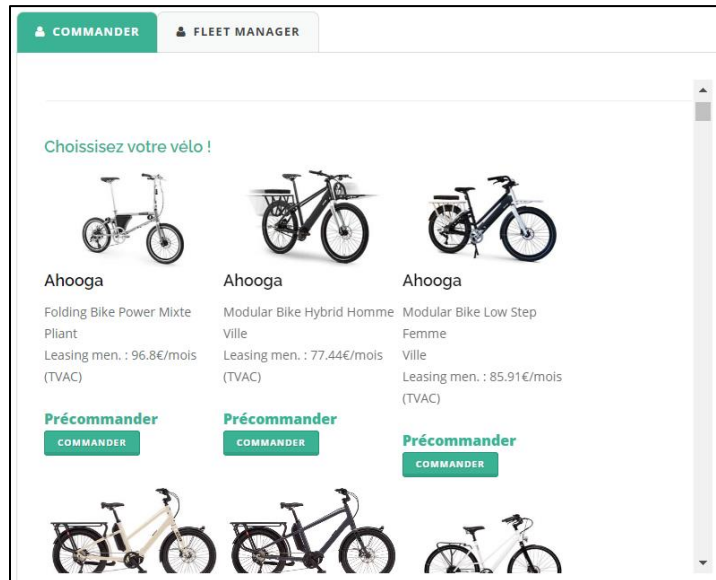 COMMANDER
FLEET MANAGER
Choissisez votre vélo !
Ahooga
Folding Bike Power Mixte
Pliant
Leasing men. : 96.8€/mois
(TVAC)
Précommander
COMMANDER
Ahooga
Modular Bike Hybrid Homme
Ville
Leasing men. : 77.44€/mois
(TVAC)
Précommander
COMMANDER
Ahooga
Modular Bike Low Step
Femme
Ville
Leasing men. : 85.91€/mois
(TVAC)
Précommander
COMMANDER